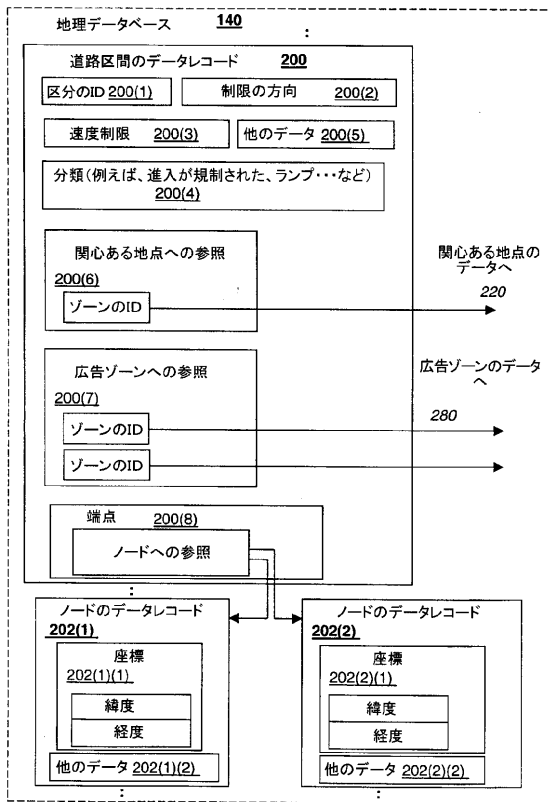 地理データベース 140
道路区間のデータレコード 200
区分のID 200(1)
制限の方向 200(2)
速度制限 200(3)
他のデータ 200(5)
分類(例えば、進入が規制された、ランプ･･･など)
200(4)
関心ある地点への参照
200(6)
ゾーンのID
関心ある地点の
データへ
220
広告ゾーンへの参照
200(7)
ゾーンのID
ゾーンのID
広告ゾーンのデータ
へ
280
端点 200(8)
ノードへの参照
ノードのデータレコード
202(1)
座標
202(1)(1)
緯度
経度
他のデータ 202(1)(2)
ノードのデータレコード
202(2)
座標
202(2)(1)
緯度
経度
他のデータ 202(2)(2)